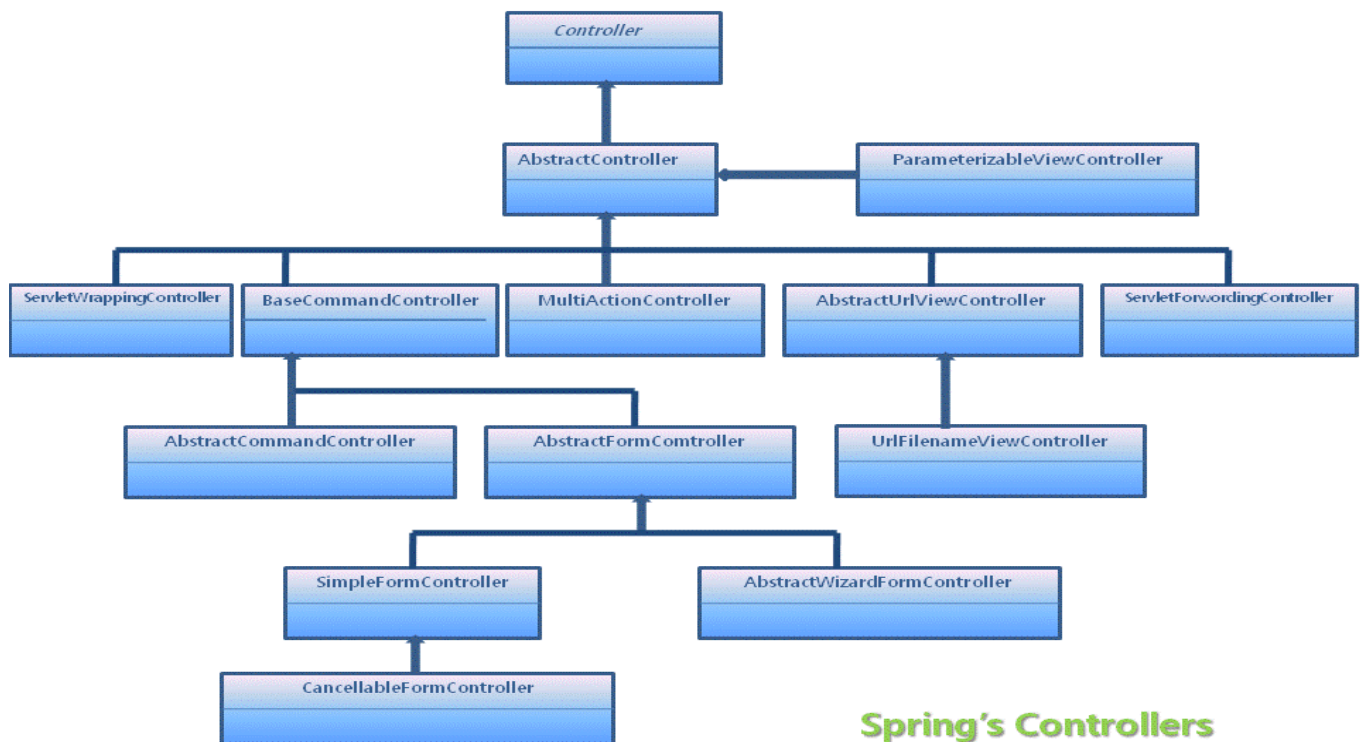 Controller
AbstractController
ParameterizableViewController
ServletWrappingController
BaseCommandController
MultiActionController
AbstractUrlViewController
ServletForwordingController
AbstractCommandController
AbstractFormComtroller
UrlFilenameViewController
SimpleFormController
AbstractWizardFormController
CancellableFormController
Spring's Controllers